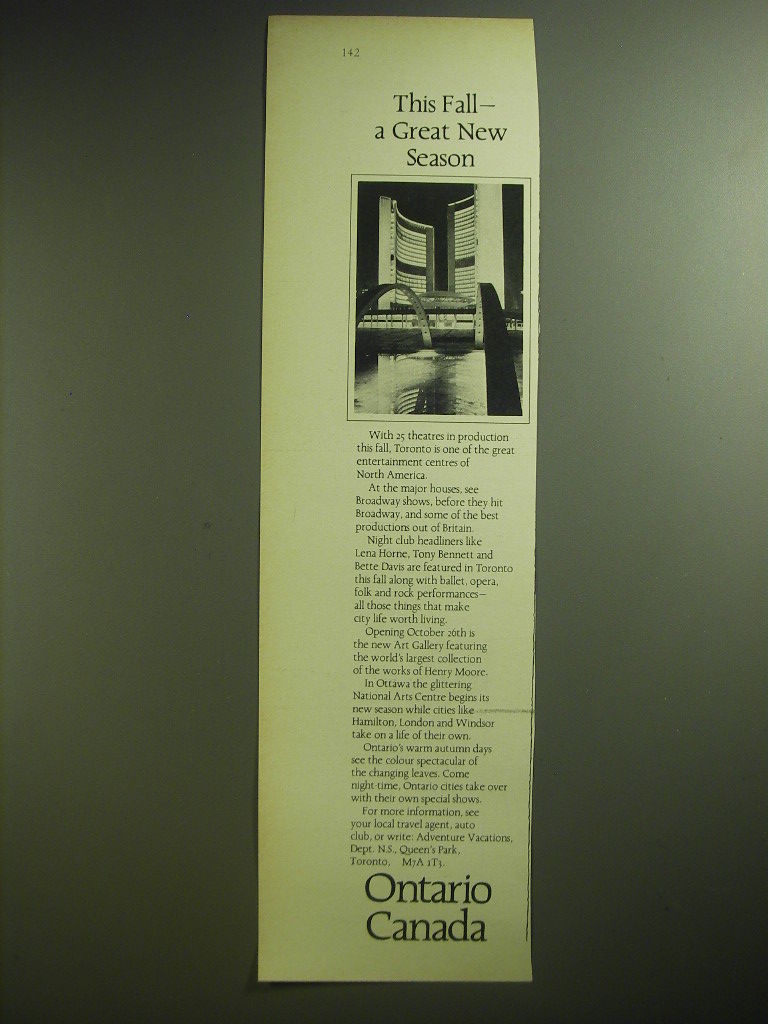 142
This Fall—
a Great New
Season
With 25 theatres in production
this fall, Toronto is one of the great
entertainment centres of
North America.
At the major houses, see
Broadway shows, before they hit
Broadway, and some of the best
productions out of Britain.
Night club headliners like
Lena Horne, Tony Bennett and
Bette Davis are featured in Toronto
this fall along with ballet, opera,
folk and rock performances—
all those things that make
city life worth living.
Opening October 26th is
the new Art Gallery featuring
the world's largest collection
of the works of Henry Moore.
In Ottawa the glittering
National Arts Centre begins its
new season while cities like
Hamilton, London and Windsor
take on a life of their own.
Ontario's warm autumn days
see the colour spectacular of
the changing leaves. Come
night-time, Ontario cities take over
with their own special shows.
For more information, see
your local travel agent, auto
club, or write: Adventure Vacations,
Dept. N.S., Queen's Park,
Toronto, M7A 1T3.
Ontario
Canada